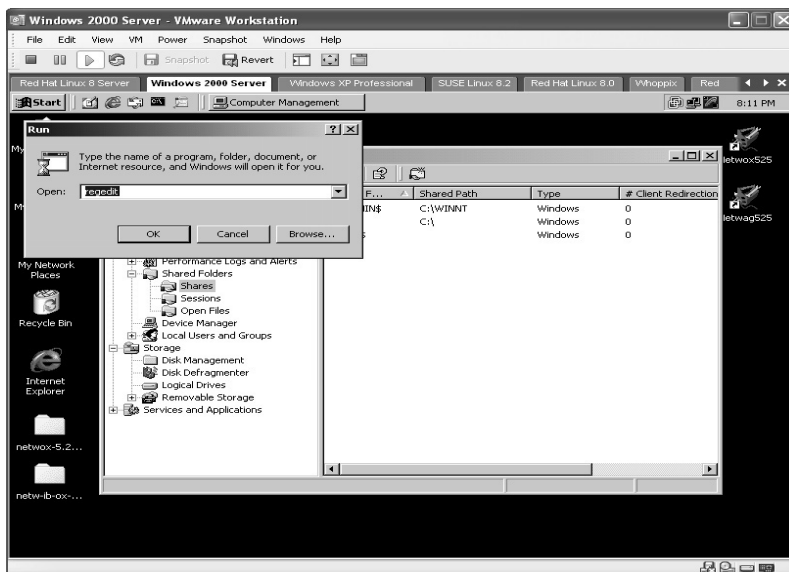 Windows 2000 Server - VMware Workstation
File Edit View VM Power Snapshot Windows Help
Snapshot Revert
Red Hat Linux 8 Server Windows 2000 Server Windows XP Professional SUSE Linux 8.2 Red Hat Linux 8.0 Whoppix Red
Start Computer Management 8:11 PM
Run
Type the name of a program, folder, document, or
Internet resource, and Windows will open it for you.
Open: regedit
OK Cancel Browse...
F... Shared Path Type # Client Redirection
IIN$ C:\WINNT Windows 0
C:\ Windows 0
$ Windows 0
Performance Logs and Alerts
Shared Folders
Shares
Sessions
Open Files
Device Manager
Local Users and Groups
Storage
Disk Management
Disk Defragmenter
Logical Drives
Removable Storage
Services and Applications
My
My
My Network
Places
Recycle Bin
Internet
Explorer
netwox-5.2...
netw-ib-ox-...
letwox525
letwag525